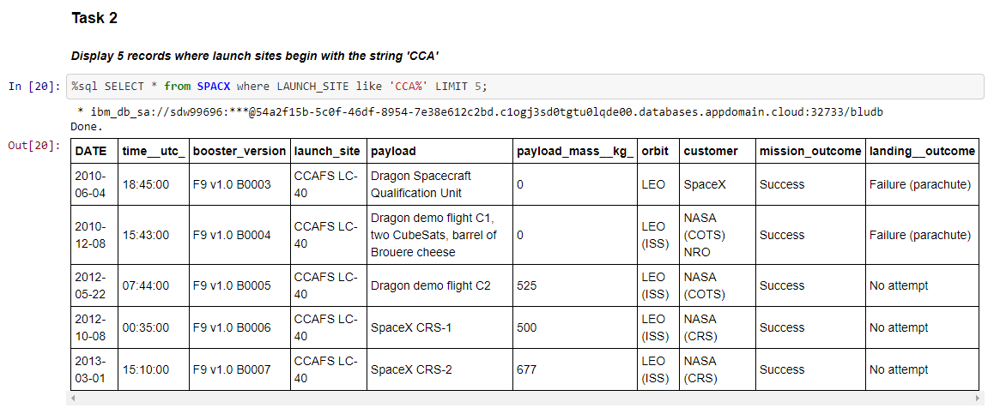 Task 2
Display 5 records where launch sites begin with the string 'CCA'
In [20]: %sql SELECT * from SPACX where LAUNCH_SITE like 'CCA%' LIMIT 5;
* ibm_db_sa://sdw99696:***@54a2f15b-5c0f-46df-8954-7e38e612c2bd.c1ogj3sd0tgtu0lqde00.databases.appdomain.cloud:32733/bludb
Done.
Out[20]:
DATE time__utc_ booster_version launch_site payload payload_mass__kg_ orbit customer mission_outcome landing__outcome
2010-
06-04 18:45:00 F9 v1.0 B0003 CCAFS LC-
40 Dragon Spacecraft
Qualification Unit 0 LEO SpaceX Success Failure (parachute)
2010-
12-08 15:43:00 F9 v1.0 B0004 CCAFS LC-
40 Dragon demo flight C1,
two CubeSats, barrel of
Brouere cheese 0 LEO
(ISS) NASA
(COTS)
NRO Success Failure (parachute)
2012-
05-22 07:44:00 F9 v1.0 B0005 CCAFS LC-
40 Dragon demo flight C2 525 LEO
(ISS) NASA
(COTS) Success No attempt
2012-
10-08 00:35:00 F9 v1.0 B0006 CCAFS LC-
40 SpaceX CRS-1 500 LEO
(ISS) NASA
(CRS) Success No attempt
2013-
03-01 15:10:00 F9 v1.0 B0007 CCAFS LC-
40 SpaceX CRS-2 677 LEO
(ISS) NASA
(CRS) Success No attempt